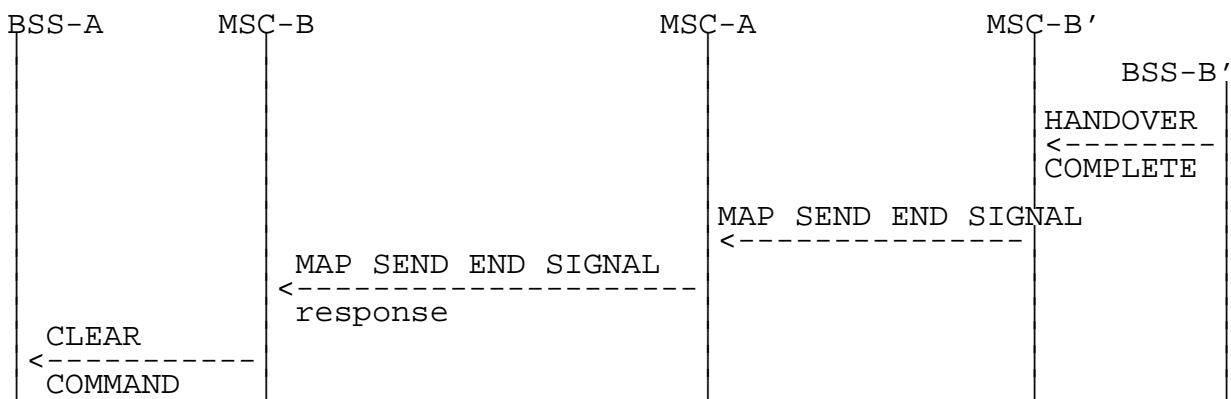 BSS-A MSC-B MSC-A MSC-B'
BSS-B'
HANDOVER
COMPLETE
MAP SEND END SIGNAL
MAP SEND END SIGNAL
response
CLEAR
COMMAND